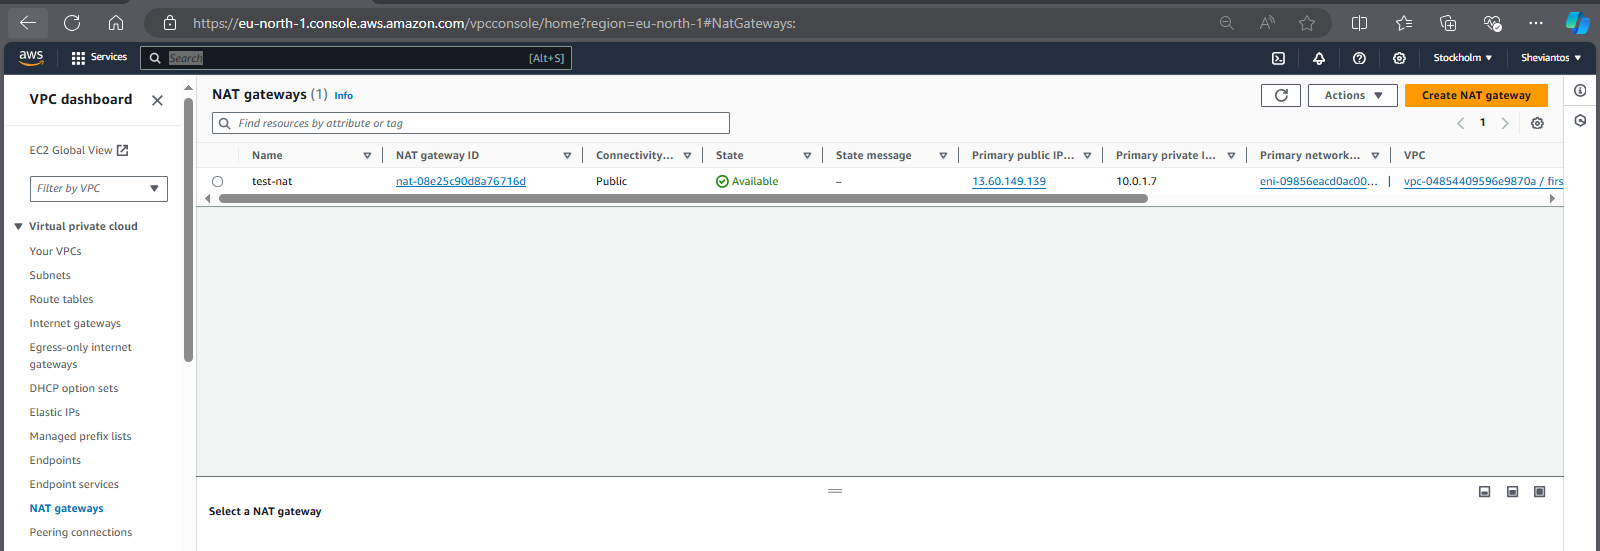 https://eu-north-1.console.aws.amazon.com/vpcconsole/home?region=eu-north-1#NatGateways:
aws Services Search [Alt+S] Stockholm Sheviantos
VPC dashboard
EC2 Global View
Filter by VPC
Virtual private cloud
Your VPCs
Subnets
Route tables
Internet gateways
Egress-only internet
gateways
DHCP option sets
Elastic IPs
Managed prefix lists
Endpoints
Endpoint services
NAT gateways
Peering connections
NAT gateways (1) Info
Actions
Create NAT gateway
Find resources by attribute or tag
1
Name NAT gateway ID Connectivity... State State message Primary public IP... Primary private I... Primary network... VPC
test-nat nat-08e25c90d8a76716d Public Available – 13.60.149.139 10.0.1.7 eni-09856eacd0ac00... vpc-04854409596e9870a / firs
Select a NAT gateway